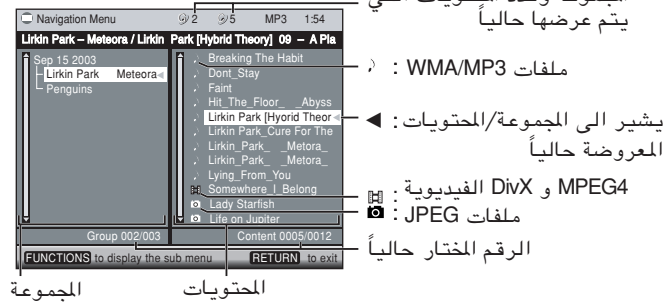 يتم عرضها حالياً
Navigation Menu 2 5 MP3 1:54
Lirkin Park – Meteora / Lirkin Park [Hybrid Theory] 09 – A Pla
Sep 15 2003
Lirkin Park Meteora
Penguins
Breaking The Habit
Dont_Stay
Faint
Hit_The_Floor_ _Abyss
Lirkin Park [Hyorid Theor
Lirkin Park_Cure For The
Lirkin_Park_ _Metora_
Lirkin_Park_ _Metora_
Lying_From_You
Somewhere_I_Belong
Lady Starfish
Life on Jupiter
Group 002/003
Content 0005/0012
FUNCTIONS to display the sub menu RETURN to exit
ملفات WMA/MP3 :
يشير الى المجموعة/المحتويات: ◀
المعروضة حالياً
MPEG4 و DivX الفيديوية :
ملفات JPEG :
الرقم المختار حالياً
المحتويات
المجموعة